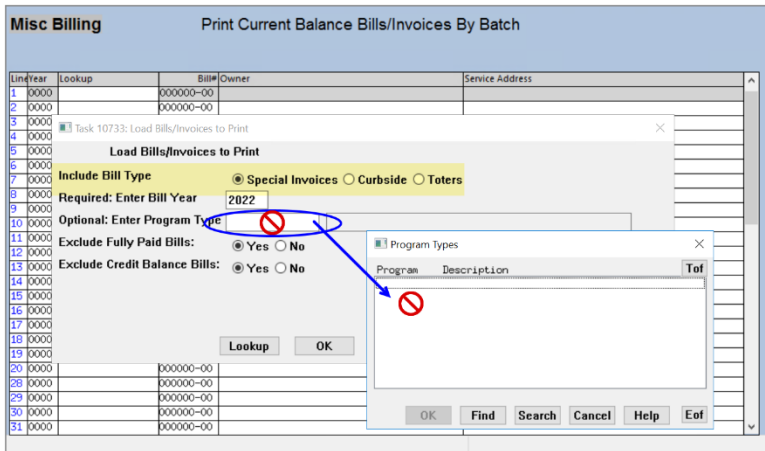 Misc Billing Print Current Balance Bills/Invoices By Batch
Line Year Lookup Bill# Owner Service Address
1 0000 000000-00
2 0000 000000-00
3 0000
Task 10733: Load Bills/Invoices to Print
4 0000
5 0000 Load Bills/Invoices to Print
6 0000
7 0000 Include Bill Type Special Invoices Curbside Toters
8 0000 Required: Enter Bill Year 2022
9 0000
10 0000 Optional: Enter Program Type
11 0000 Exclude Fully Paid Bills: Yes No
12 0000
13 0000 Exclude Credit Balance Bills: Yes No
14 0000
15 0000
16 0000
17 0000
18 0000 Lookup OK
19 0000
20 0000 000000-00
28 0000 000000-00
29 0000 000000-00
30 0000 000000-00
31 0000 000000-00
Program Types
Program Description Tof
OK Find Search Cancel Help Eof